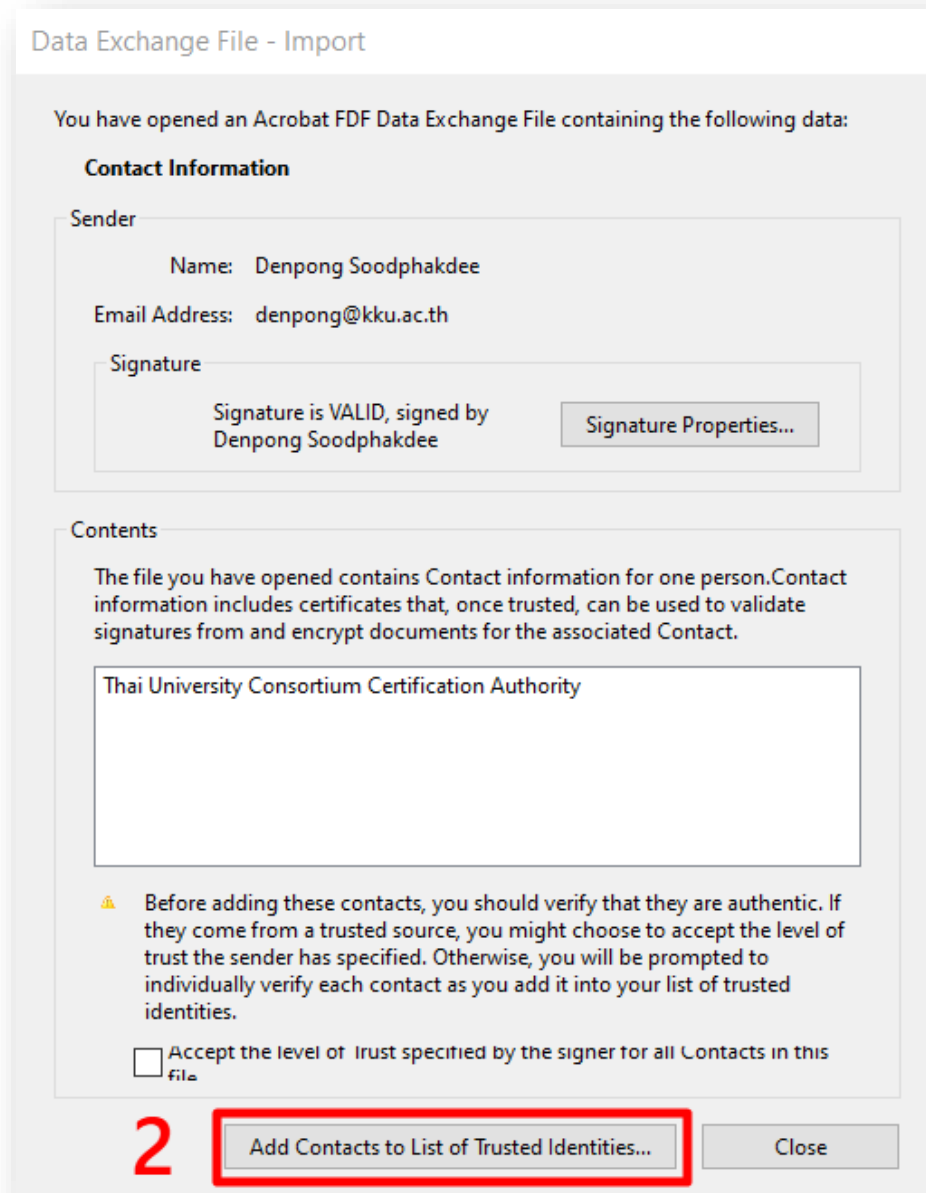 Data Exchange File - Import
You have opened an Acrobat FDF Data Exchange File containing the following data:
Contact Information
Sender
Name: Denpong Soodphakdee
Email Address: denpong@kku.ac.th
Signature
Signature is VALID, signed by
Denpong Soodphakdee
Signature Properties...
Contents
The file you have opened contains Contact information for one person.Contact
information includes certificates that, once trusted, can be used to validate
signatures from and encrypt documents for the associated Contact.
Thai University Consortium Certification Authority
Before adding these contacts, you should verify that they are authentic. If
they come from a trusted source, you might choose to accept the level of
trust the sender has specified. Otherwise, you will be prompted to
individually verify each contact as you add it into your list of trusted
identities.
Accept the level of Trust specified by the signer for all Contacts in this
file
2
Add Contacts to List of Trusted Identities...
Close